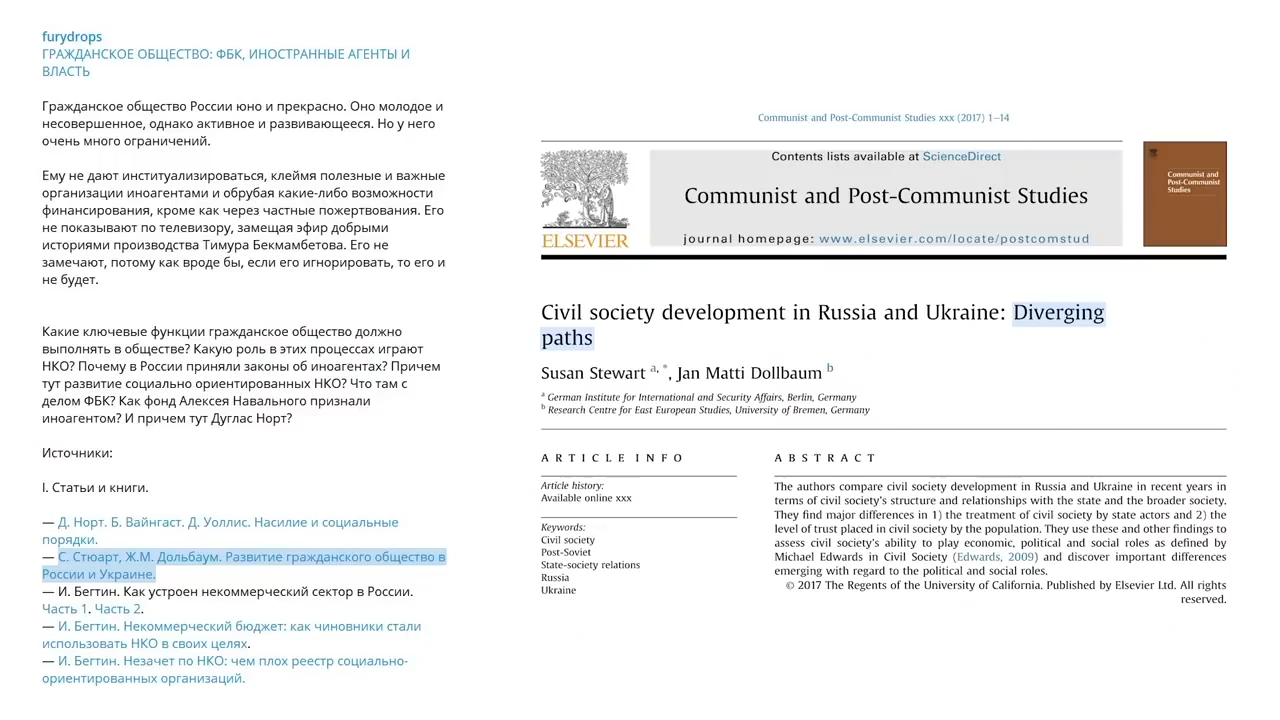 furydrops
ГРАЖДАНСКОЕ ОБЩЕСТВО: ФБК, ИНОСТРАННЫЕ АГЕНТЫ И
ВЛАСТЬ
Гражданское общество России юно и прекрасно. Оно молодое и
несовершенное, однако активное и развивающееся. Но у него
очень много ограничений.
Ему не дают институализироваться, клеймя полезные и важные
организации иноагентами и обрубая какие-либо возможности
финансирования, кроме как через частные пожертвования. Его
не показывают по телевизору, замещая эфир добрыми
историями производства Тимура Бекмамбетова. Его не
замечают, потому как вроде бы, если его игнорировать, то его и
не будет.
Какие ключевые функции гражданское общество должно
выполнять в обществе? Какую роль в этих процессах играют
НКО? Почему в России приняли законы об иноагентах? Причем
тут развитие социально ориентированных НКО? Что там с
делом ФБК? Как фонд Алексея Навального признали
иноагентом? И причем тут Дуглас Норт?
Источники:
I. Статьи и книги.
— Д. Норт. Б. Вайнгаст. Д. Уоллис. Насилие и социальные
порядки.
— С. Стюарт, Ж.М. Дольбаум. Развитие гражданского общество в
России и Украине.
— И. Бегтин. Как устроен некоммерческий сектор в России.
Часть 1. Часть 2.
— И. Бегтин. Некоммерческий бюджет: как чиновники стали
использовать НКО в своих целях.
— И. Бегтин. Незачет по НКО: чем плох реестр социально-
ориентированных организаций.
Communist and Post-Communist Studies xxx (2017) 1–14
Contents lists available at ScienceDirect
Communist and Post-Communist Studies
journal homepage: www.elsevier.com/locate/postcomstud
ELSEVIER
Communist and
Post-Communist
Studies
Civil society development in Russia and Ukraine: Diverging
paths
Susan Stewart a, *, Jan Matti Dollbaum b
a German Institute for International and Security Affairs, Berlin, Germany
b Research Centre for East European Studies, University of Bremen, Germany
ARTICLE INFO
Article history:
Available online xxx
Keywords:
Civil society
Post-Soviet
State-society relations
Russia
Ukraine
ABSTRACT
The authors compare civil society development in Russia and Ukraine in recent years in
terms of civil society's structure and relationships with the state and the broader society.
They find major differences in 1) the treatment of civil society by state actors and 2) the
level of trust placed in civil society by the population. They use these and other findings to
assess civil society's ability to play economic, political and social roles as defined by
Michael Edwards in Civil Society (Edwards, 2009) and discover important differences
emerging with regard to the political and social roles.
© 2017 The Regents of the University of California. Published by Elsevier Ltd. All rights
reserved.